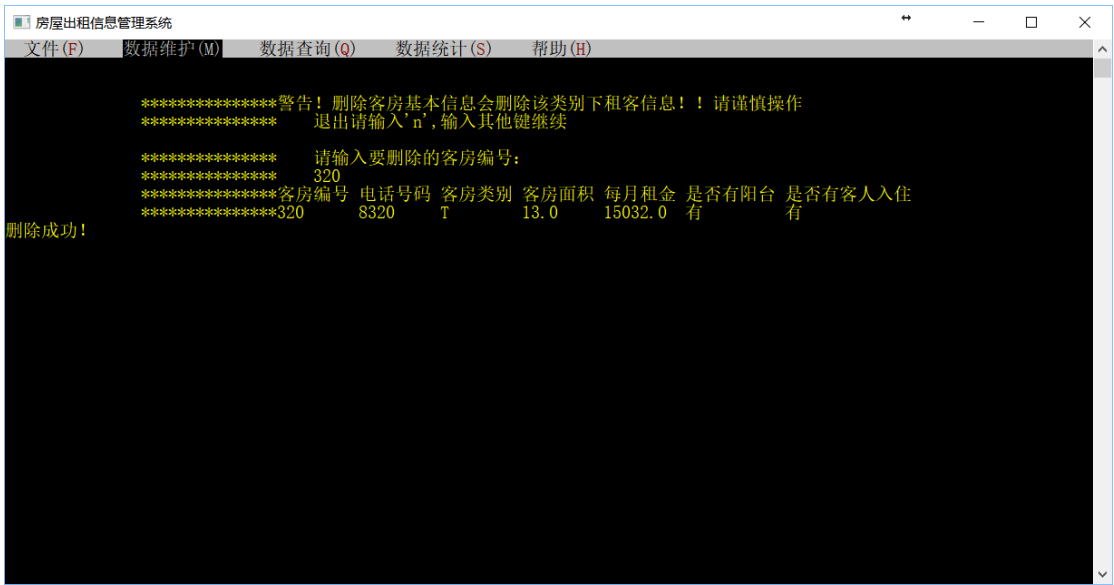 房屋出租信息管理系统
文件(F) 数据维护(M) 数据查询(Q) 数据统计(S) 帮助(H)
***************警告！删除客房基本信息会删除该类别下租客信息！！请谨慎操作
*************** 退出请输入'n',输入其他键继续
*************** 请输入要删除的客房编号：
*************** 320
***************客房编号 电话号码 客房类别 客房面积 每月租金 是否有阳台 是否有客人入住
***************320 8320 T 13.0 15032.0 有 有
删除成功！